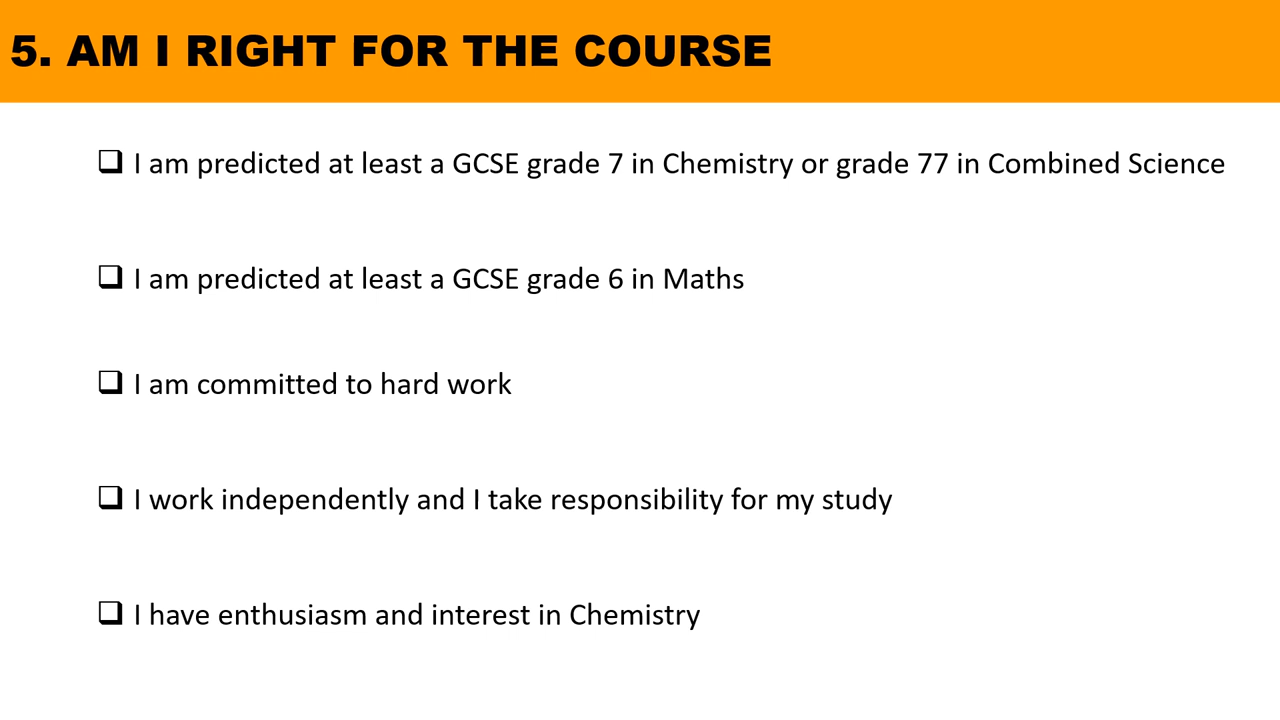 5. AM I RIGHT FOR THE COURSE
❑ I am predicted at least a GCSE grade 7 in Chemistry or grade 77 in Combined Science
❑ I am predicted at least a GCSE grade 6 in Maths
❑ I am committed to hard work
❑ I work independently and I take responsibility for my study
❑ I have enthusiasm and interest in Chemistry